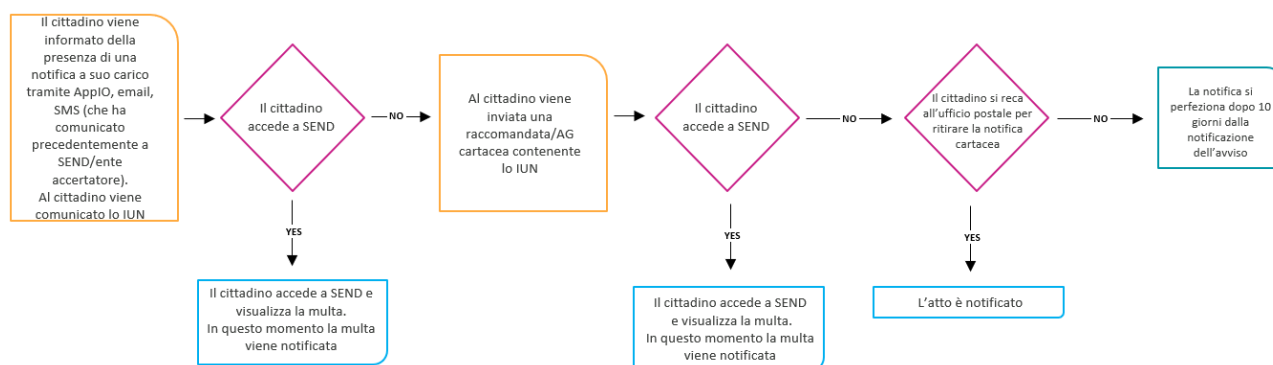 Il cittadino viene
informato della
presenza di una
notifica a suo carico
tramite AppIO, email,
SMS (che ha
comunicato
precedentemente a
SEND/ente
accertatore).
Al cittadino viene
comunicato lo IUN
Il cittadino
accede a SEND
NO
YES
Il cittadino accede a SEND e
visualizza la multa.
In questo momento la multa
viene notificata
Al cittadino viene
inviata una
raccomandata/AG
cartacea contenente
lo IUN
Il cittadino
accede a SEND
NO
YES
Il cittadino accede a SEND
e visualizza la multa.
In questo momento la multa
viene notificata
Il cittadino si reca
all'ufficio postale per
ritirare la notifica
cartacea
NO
YES
L'atto è notificato
La notifica si
perfeziona dopo 10
giorni dalla
notificazione
dell'avviso